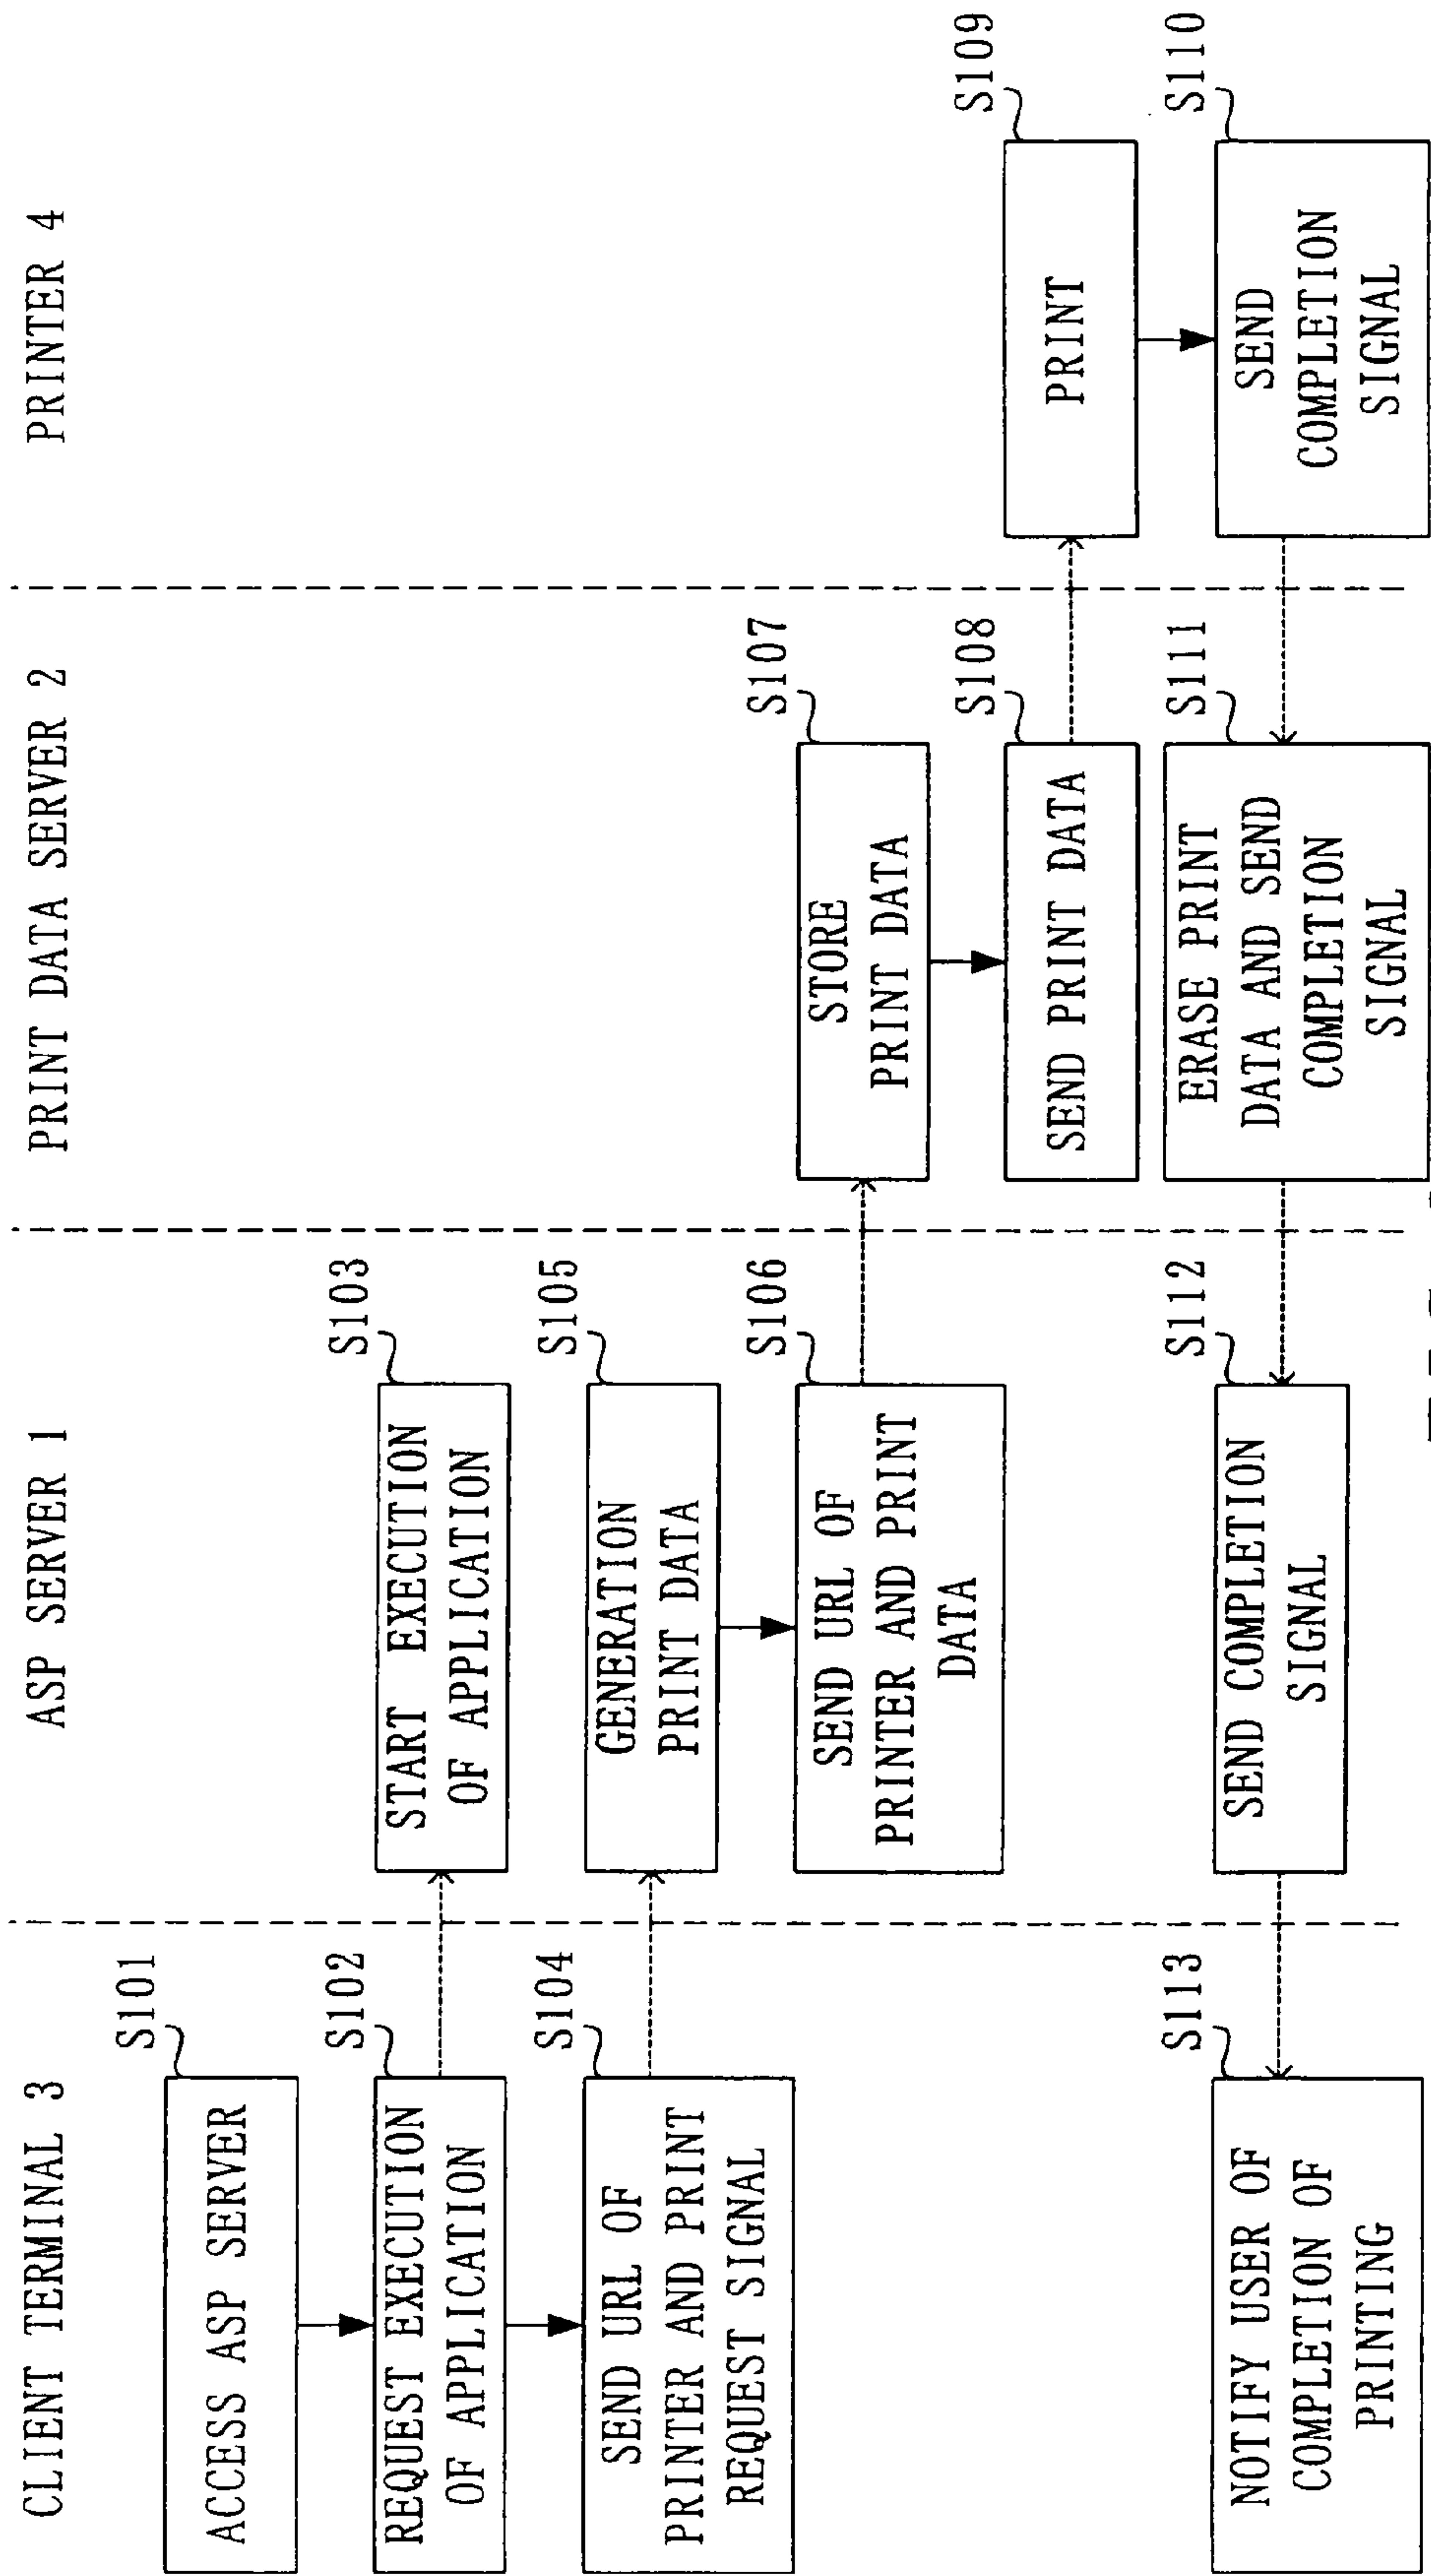 CLIENT TERMINAL 3
ASP SERVER 1
PRINT DATA SERVER 2
PRINTER 4
S101
ACCESS ASP SERVER
S102
REQUEST EXECUTION
OF APPLICATION
S103
START EXECUTION
OF APPLICATION
S104
SEND URL OF
PRINTER AND PRINT
REQUEST SIGNAL
S105
GENERATION
PRINT DATA
S106
SEND URL OF
PRINTER AND PRINT
DATA
S107
STORE
PRINT DATA
S108
SEND PRINT DATA
S109
PRINT
S110
SEND
COMPLETION
SIGNAL
S111
ERASE PRINT
DATA AND SEND
COMPLETION
SIGNAL
S112
SEND COMPLETION
SIGNAL
S113
NOTIFY USER OF
COMPLETION OF
PRINTING